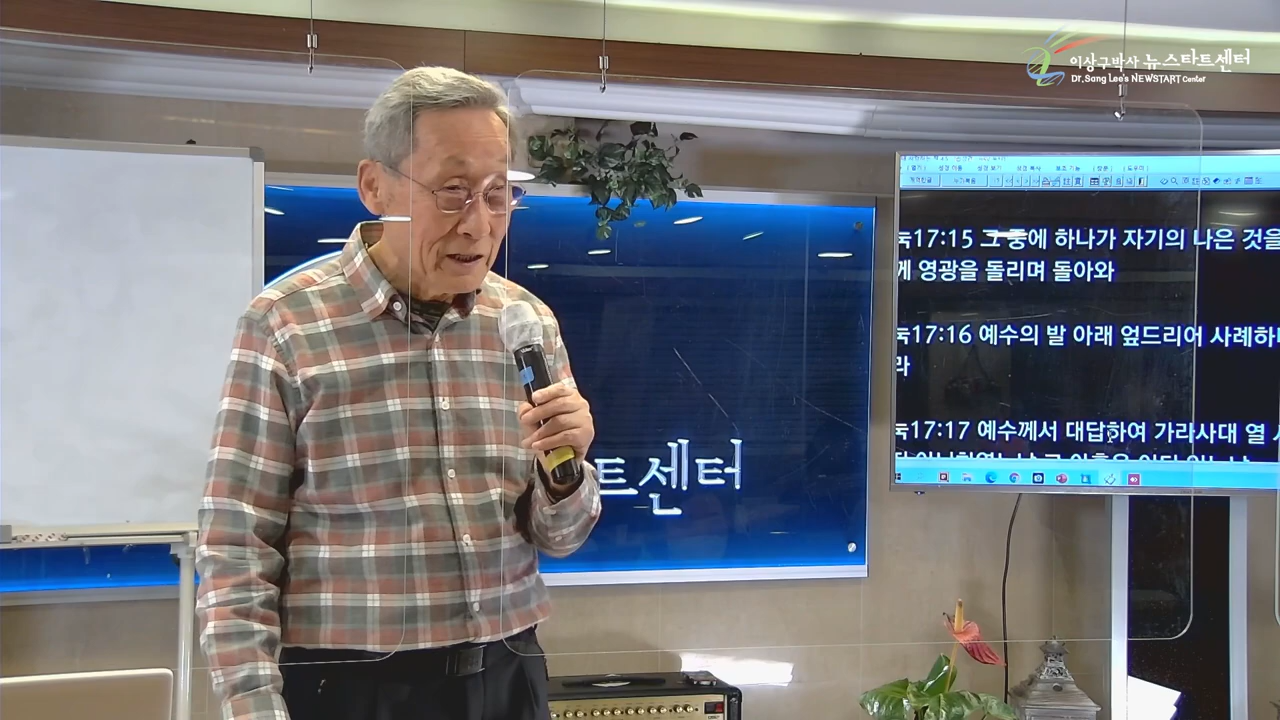 이상구박사 뉴스타트센터
Dr. Sang Lee's NEWSTART Center
눅17:15 그 중에 하나가 자기의 나은 것을
께 영광을 돌리며 돌아와
눅17:16 예수의 발 아래 엎드리어 사례하
라
눅17:17 예수께서 대답하여 가라사대 열
트센터